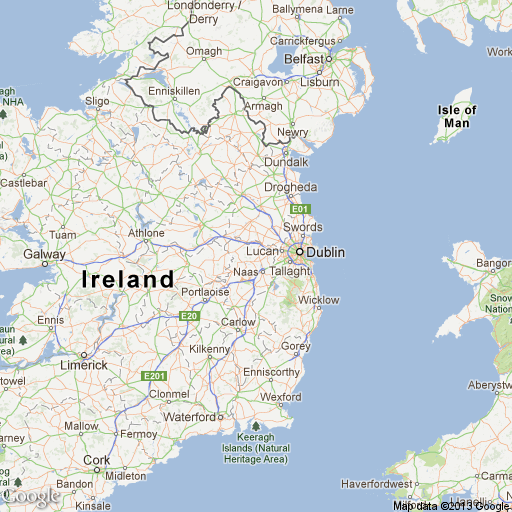 Londonderry/
Derry
Ballymena
Larne
Carrickfergus
Omagh
Belfast
Lisburn
Craigavon
Enniskillen
Armagh
Sligo
NHA
Newry
Isle of
Man
Dundalk
Castlebar
Drogheda
E01
Tuam
Athlone
Swords
Galway
Lucan
Dublin
Bangor
Naas
Tallaght
Ireland
Portlaoise
Wicklow
Snow
National
Ennis
E20
Carlow
Kilkenny
Gorey
Limerick
E201
Enniscorthy
Aberystw
Clonmel
Wexford
Waterford
Mallow
Fermoy
Keeragh
Islands (Natural
Heritage Area)
Cork
Midleton
Bandon
Kinsale
Haverfordwest
Carma
Llanelli
Google
Map data ©2013 Google